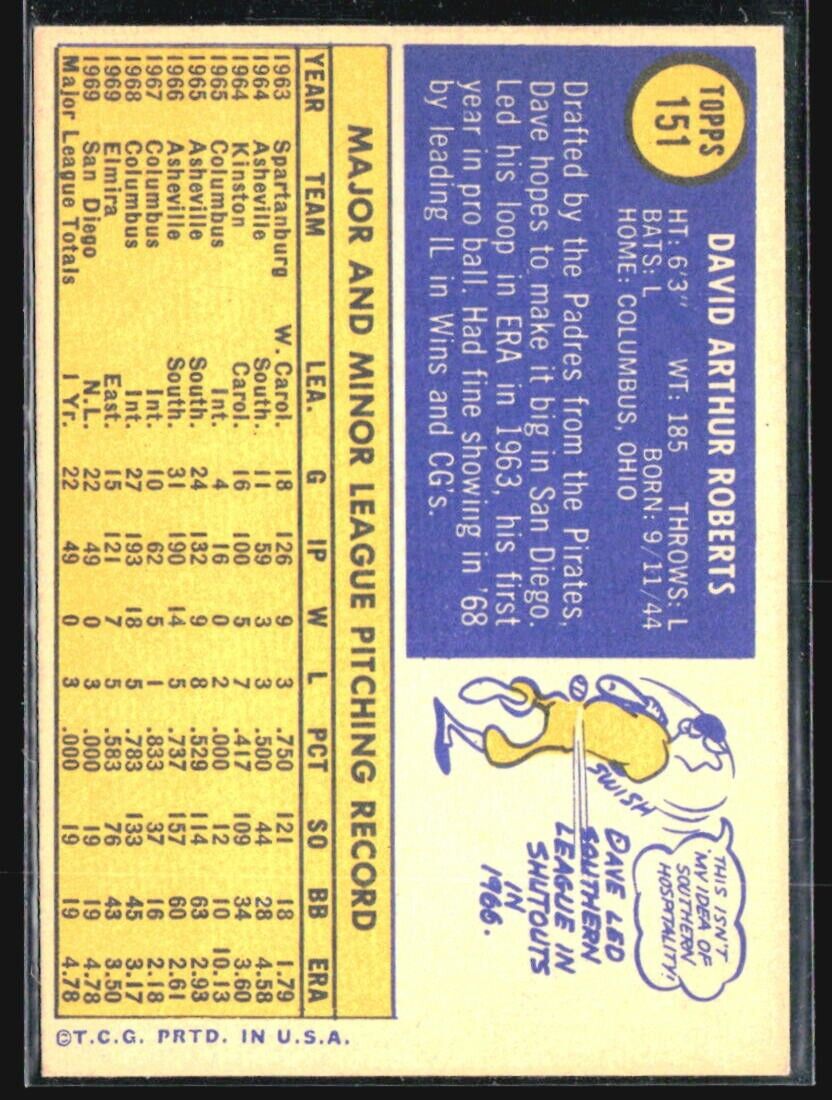 TOPPS
151
DAVID ARTHUR ROBERTS
HT: 6'3" WT: 185 THROWS: L
BATS: L BORN: 9/11/44
HOME: COLUMBUS, OHIO
Drafted by the Padres from the Pirates,
Dave hopes to make it big in San Diego.
Led his loop in ERA in 1963, his first
year in pro ball. Had fine showing in '68
by leading IL in Wins and CG's.
THIS ISN'T
MY IDEA OF
SOUTHERN
HOSPITALITY!
SWISH
DAVE LED
SOUTHERN
LEAGUE IN
SHUTOUTS
IN
1966.
MAJOR AND MINOR LEAGUE PITCHING RECORD
YEAR TEAM LEA. G IP W L PCT SO BB ERA
1963 Spartanburg W. Carol. 18 126 9 3 .750 121 18 1.79
1964 Asheville South. 11 59 3 3 .500 44 28 4.58
1964 Kinston Carol. 16 100 5 7 .417 109 34 3.60
1965 Columbus Int. 4 16 0 2 .000 12 10 10.13
1965 Asheville South. 24 132 9 8 .529 114 63 2.93
1966 Asheville South. 31 190 14 5 .737 157 60 2.61
1967 Columbus Int. 10 62 5 1 .833 37 16 2.18
1968 Columbus Int. 27 193 18 5 .783 133 45 3.17
1969 Elmira East. 15 121 7 5 .583 76 43 3.50
1969 San Diego N.L. 22 49 0 3 .000 19 19 4.78
Major League Totals 1 Yr. 22 49 0 3 .000 19 19 4.78
©T.C.G. PRTD. IN U.S.A.